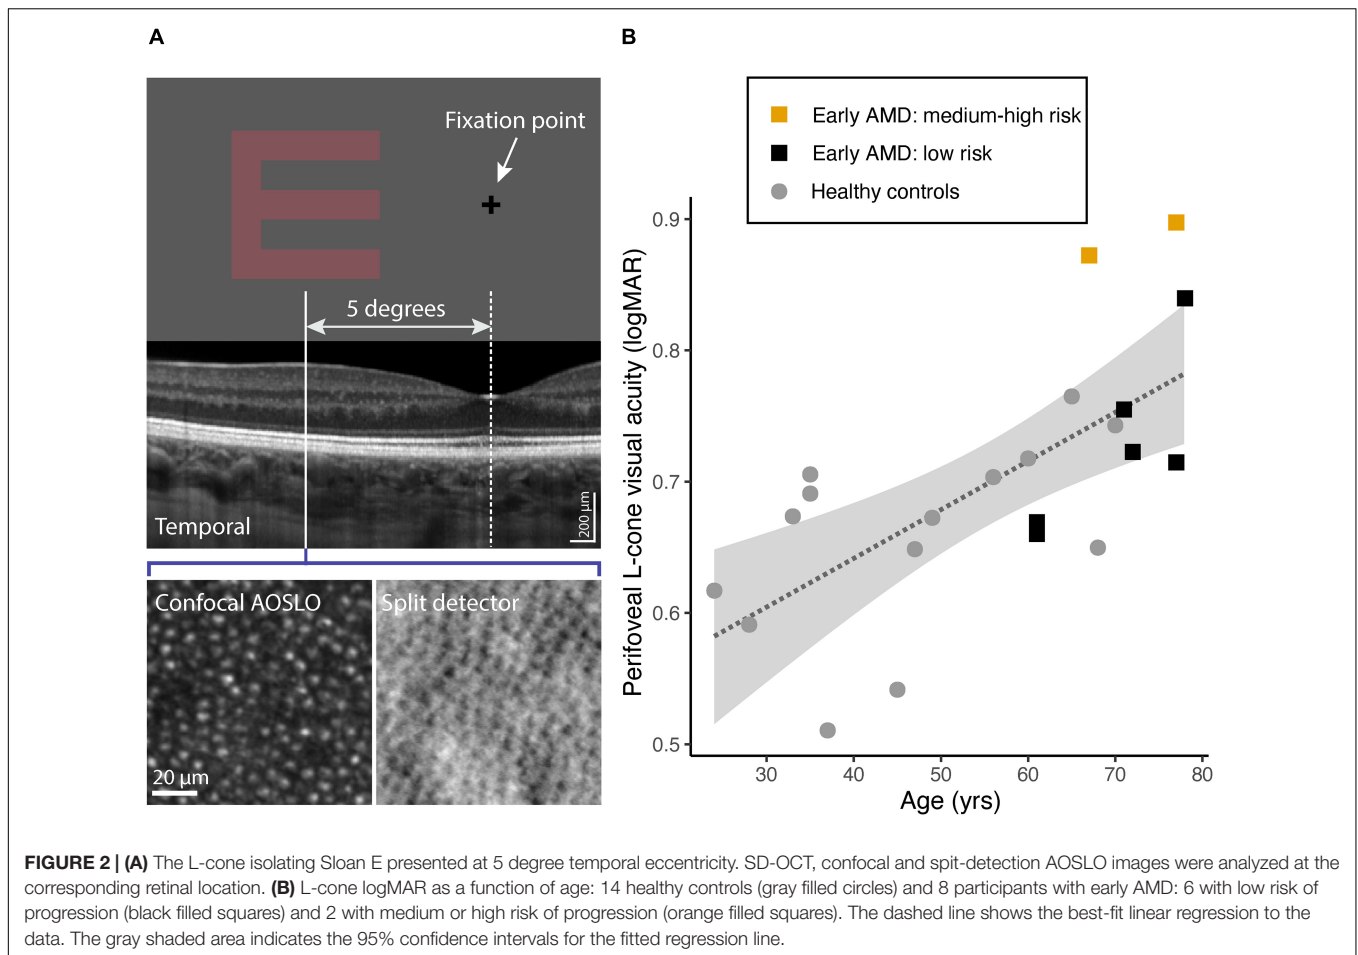 A
Fixation point
E
5 degrees
Temporal
200 µm
Confocal AOSLO
Split detector
20 µm
B
Early AMD: medium-high risk
Early AMD: low risk
Healthy controls
Perifoveal L-cone visual acuity (logMAR)
0.9
0.8
0.7
0.6
0.5
30 40 50 60 70 80
Age (yrs)
FIGURE 2 | (A) The L-cone isolating Sloan E presented at 5 degree temporal eccentricity. SD-OCT, confocal and spit-detection AOSLO images were analyzed at the
corresponding retinal location. (B) L-cone logMAR as a function of age: 14 healthy controls (gray filled circles) and 8 participants with early AMD: 6 with low risk of
progression (black filled squares) and 2 with medium or high risk of progression (orange filled squares). The dashed line shows the best-fit linear regression to the
data. The gray shaded area indicates the 95% confidence intervals for the fitted regression line.